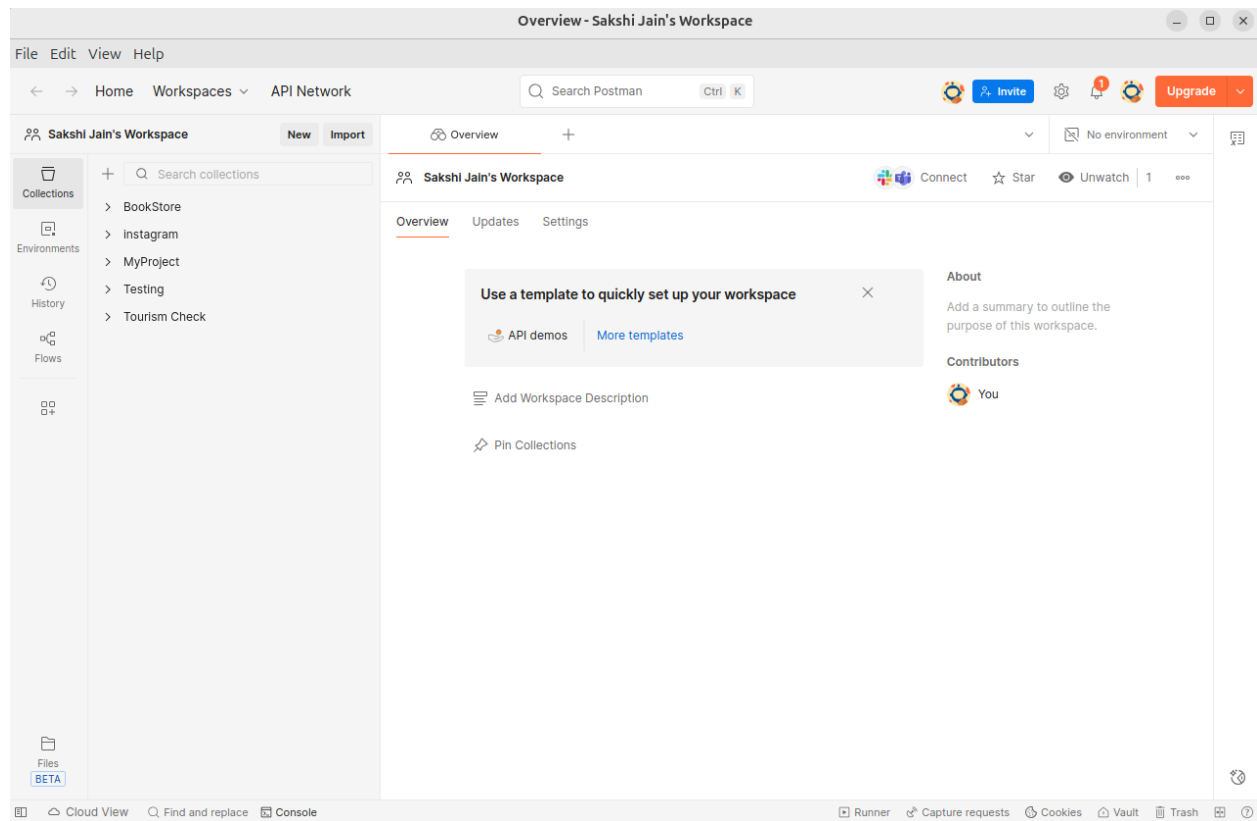 Overview - Sakshi Jain's Workspace
File Edit View Help
Home Workspaces API Network Search Postman Ctrl K Invite 1 Upgrade
Sakshi Jain's Workspace New Import Overview No environment
Collections
Search collections
BookStore
instagram
MyProject
Testing
Tourism Check
Environments
History
Flows
Files
BETA
Sakshi Jain's Workspace Connect Star Unwatch 1
Overview Updates Settings
Use a template to quickly set up your workspace
API demos More templates
Add Workspace Description
Pin Collections
About
Add a summary to outline the
purpose of this workspace.
Contributors
You
Cloud View Find and replace Console Runner Capture requests Cookies Vault Trash